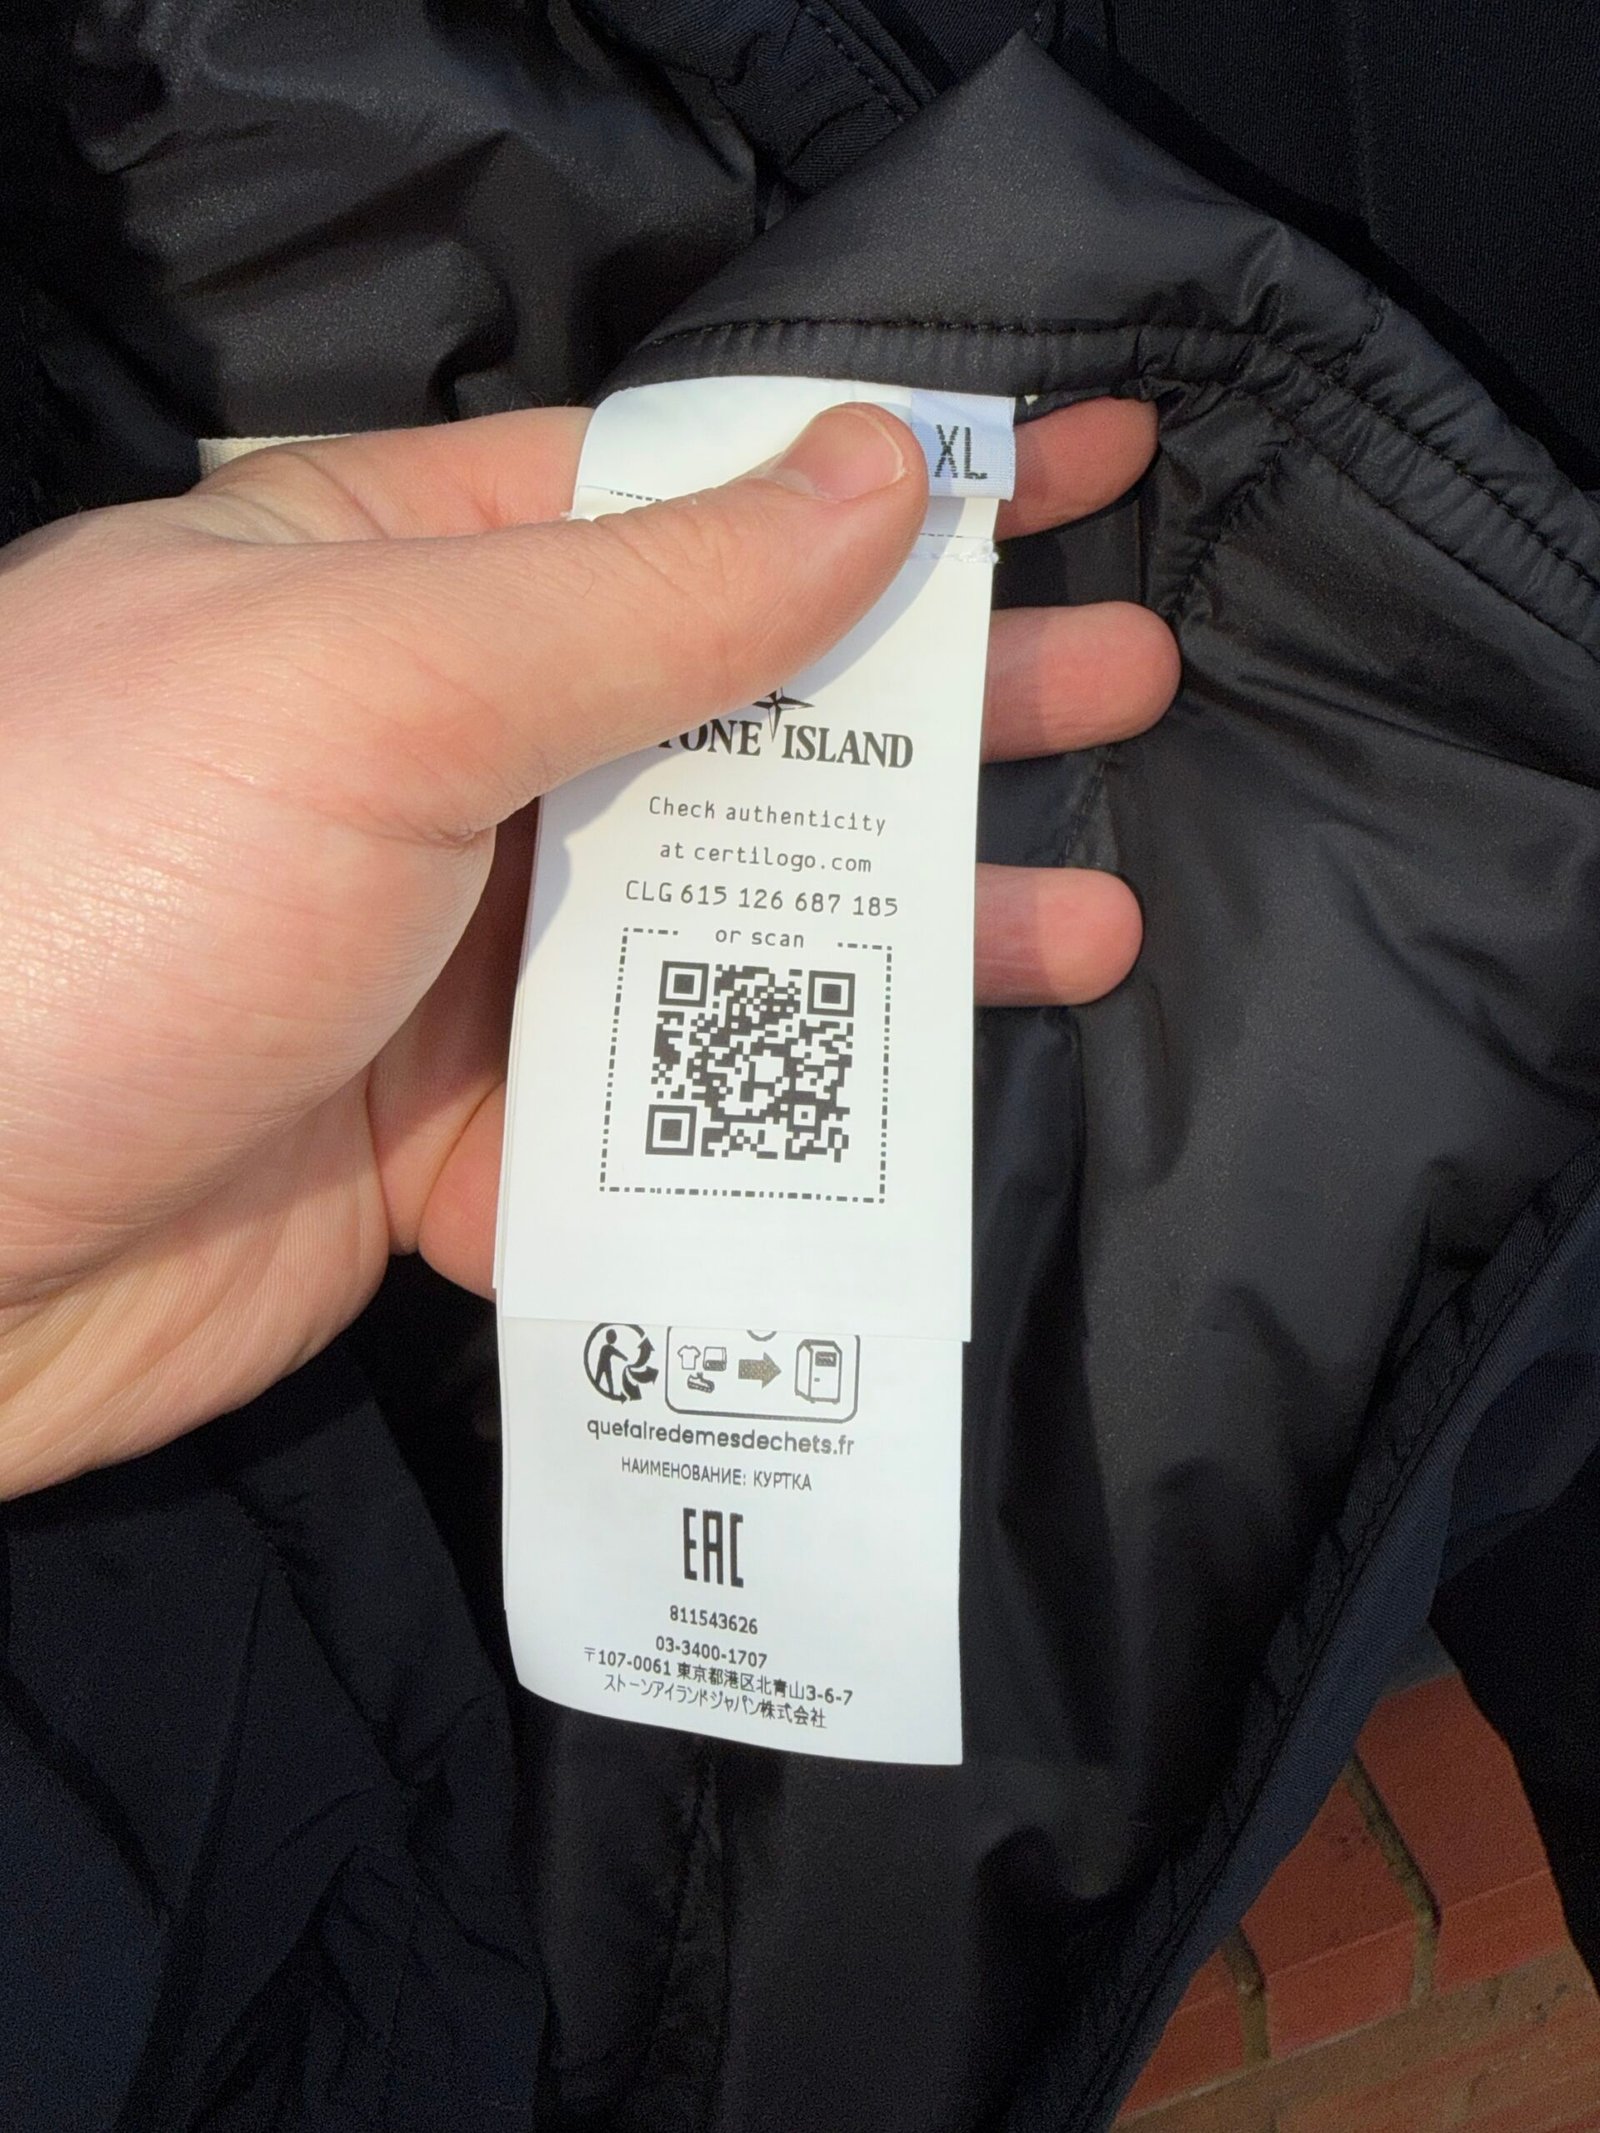 XL
TONE ISLAND
Check authenticity
at certilogo.com
CLG 615 126 687 185
or scan
quefairedemesdechets.fr
НАИМЕНОВАНИЕ: КУРТКА
EAC
811543626
03-3400-1707
〒107-0061 東京都港区北青山3-6-7
ストーンアイランドジャパン株式会社